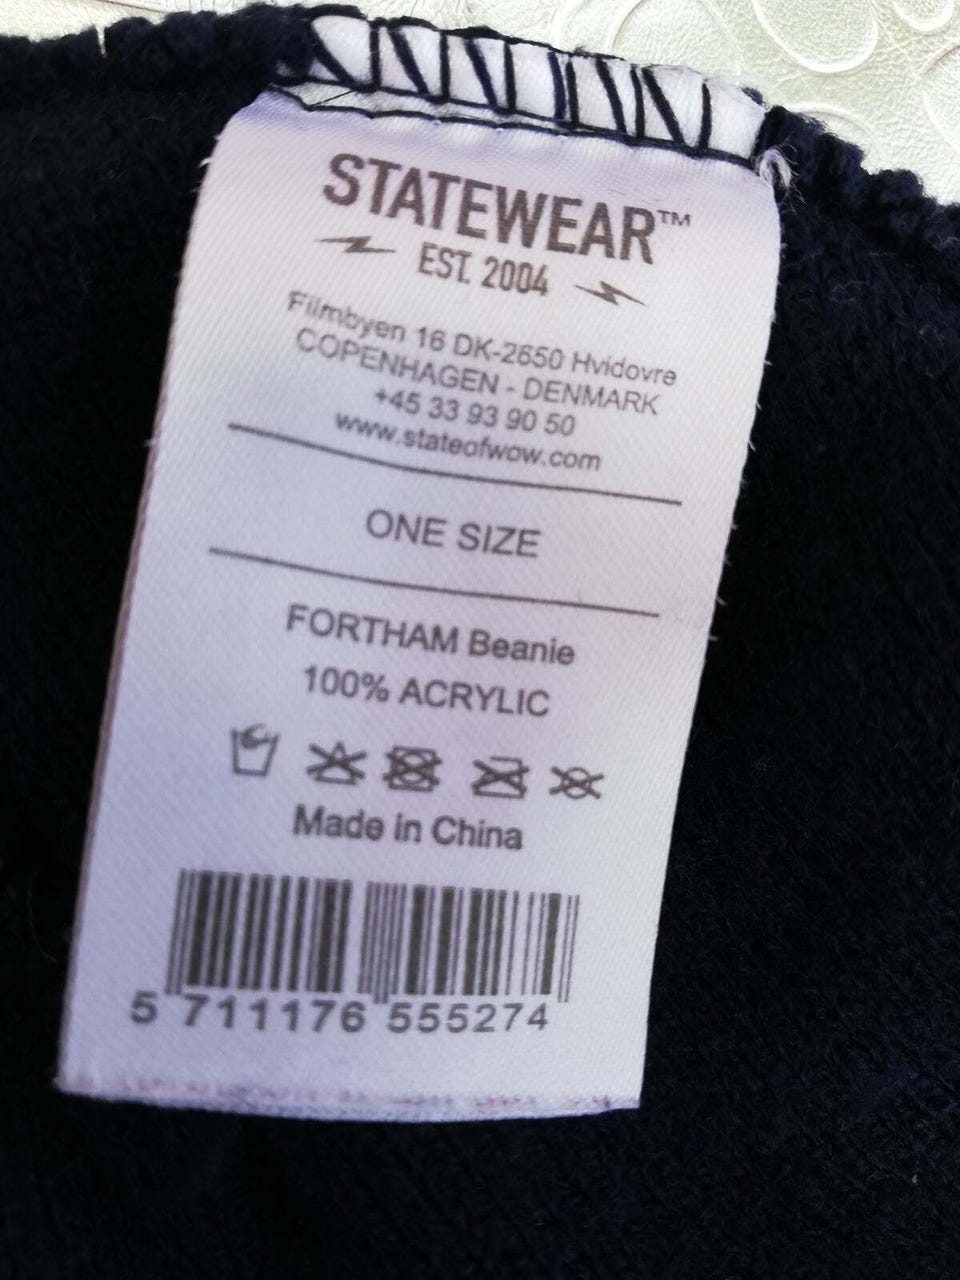 STATEWEAR™
EST. 2004
Filmbyen 16 DK-2650 Hvidovre
COPENHAGEN - DENMARK
+45 33 93 90 50
www.stateofwow.com
ONE SIZE
FORTHAM Beanie
100% ACRYLIC
Made in China
5 711176 555274